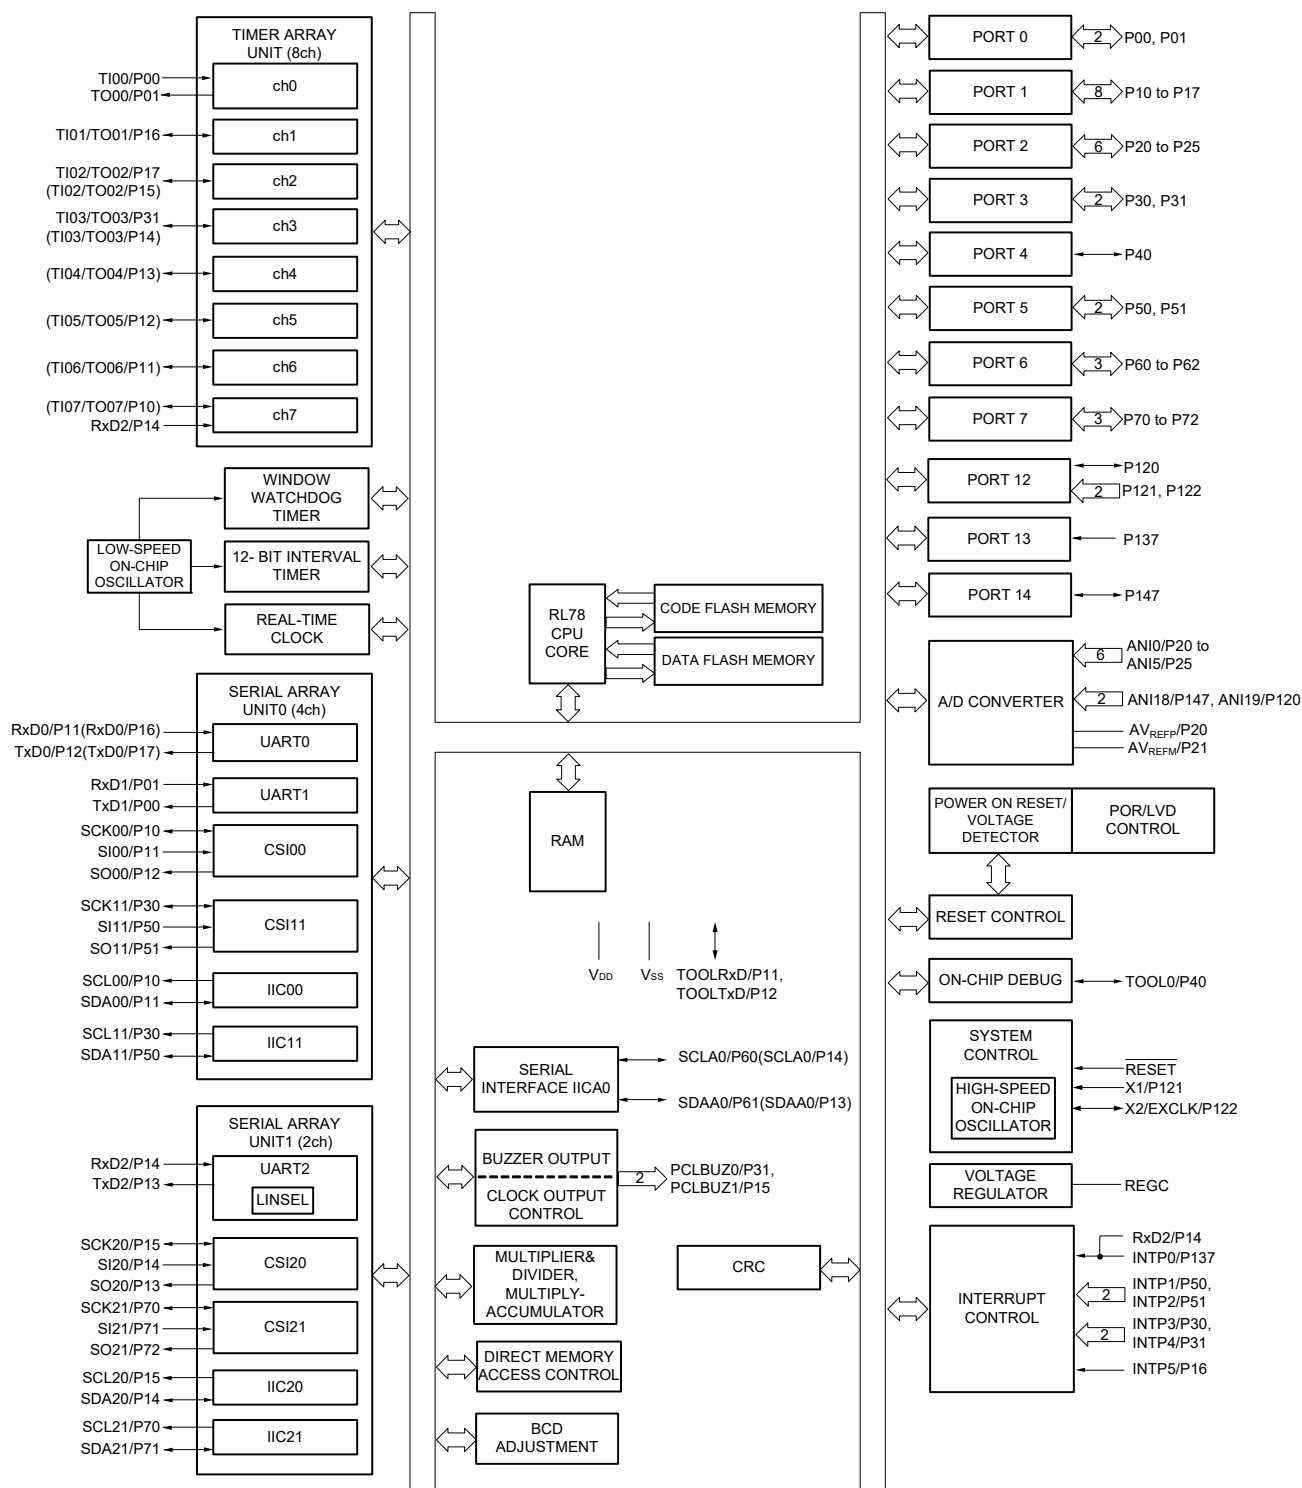 TIMER ARRAY
UNIT (8ch)
TI00/P00
TO00/P01
ch0
TI01/TO01/P16
ch1
TI02/TO02/P17
(TI02/TO02/P15)
ch2
TI03/TO03/P31
(TI03/TO03/P14)
ch3
(TI04/TO04/P13)
ch4
(TI05/TO05/P12)
ch5
(TI06/TO06/P11)
ch6
(TI07/TO07/P10)
RxD2/P14
ch7
WINDOW
WATCHDOG
TIMER
LOW-SPEED
ON-CHIP
OSCILLATOR
12- BIT INTERVAL
TIMER
REAL-TIME
CLOCK
SERIAL ARRAY
UNIT0 (4ch)
RxD0/P11(RxD0/P16)
TxD0/P12(TxD0/P17)
UART0
RxD1/P01
TxD1/P00
UART1
SCK00/P10
SI00/P11
SO00/P12
CSI00
SCK11/P30
SI11/P50
SO11/P51
CSI11
SCL00/P10
SDA00/P11
IIC00
SCL11/P30
SDA11/P50
IIC11
SERIAL ARRAY
UNIT1 (2ch)
RxD2/P14
TxD2/P13
UART2
LINSEL
SCK20/P15
SI20/P14
SO20/P13
CSI20
SCK21/P70
SI21/P71
SO21/P72
CSI21
SCL20/P15
SDA20/P14
IIC20
SCL21/P70
SDA21/P71
IIC21
RL78
CPU
CORE
CODE FLASH MEMORY
DATA FLASH MEMORY
RAM
VDD
VSS
TOOLRxD/P11,
TOOLTxD/P12
SERIAL
INTERFACE IICA0
SCLA0/P60(SCLA0/P14)
SDAA0/P61(SDAA0/P13)
BUZZER OUTPUT
CLOCK OUTPUT
CONTROL
2
PCLBUZ0/P31,
PCLBUZ1/P15
MULTIPLIER&
DIVIDER,
MULTIPLY-
ACCUMULATOR
CRC
DIRECT MEMORY
ACCESS CONTROL
BCD
ADJUSTMENT
PORT 0
2
P00, P01
PORT 1
8
P10 to P17
PORT 2
6
P20 to P25
PORT 3
2
P30, P31
PORT 4
P40
PORT 5
2
P50, P51
PORT 6
3
P60 to P62
PORT 7
3
P70 to P72
PORT 12
P120
2
P121, P122
PORT 13
P137
PORT 14
P147
A/D CONVERTER
6
ANI0/P20 to
ANI5/P25
2
ANI18/P147, ANI19/P120
AVREFP/P20
AVREFM/P21
POWER ON RESET/
VOLTAGE
DETECTOR
POR/LVD
CONTROL
RESET CONTROL
ON-CHIP DEBUG
TOOL0/P40
SYSTEM
CONTROL
HIGH-SPEED
ON-CHIP
OSCILLATOR
RESET
X1/P121
X2/EXCLK/P122
VOLTAGE
REGULATOR
REGC
INTERRUPT
CONTROL
RxD2/P14
INTP0/P137
2
INTP1/P50,
INTP2/P51
2
INTP3/P30,
INTP4/P31
INTP5/P16